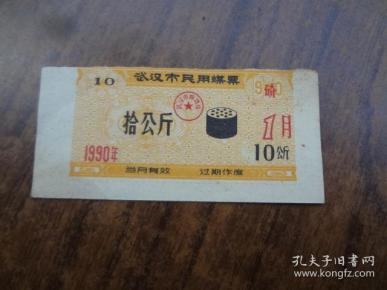 10 武汉市民用煤票
拾公斤
1990年
1月
10公斤
当月有效 过期作废
孔夫子旧书网
www.kongfz.com